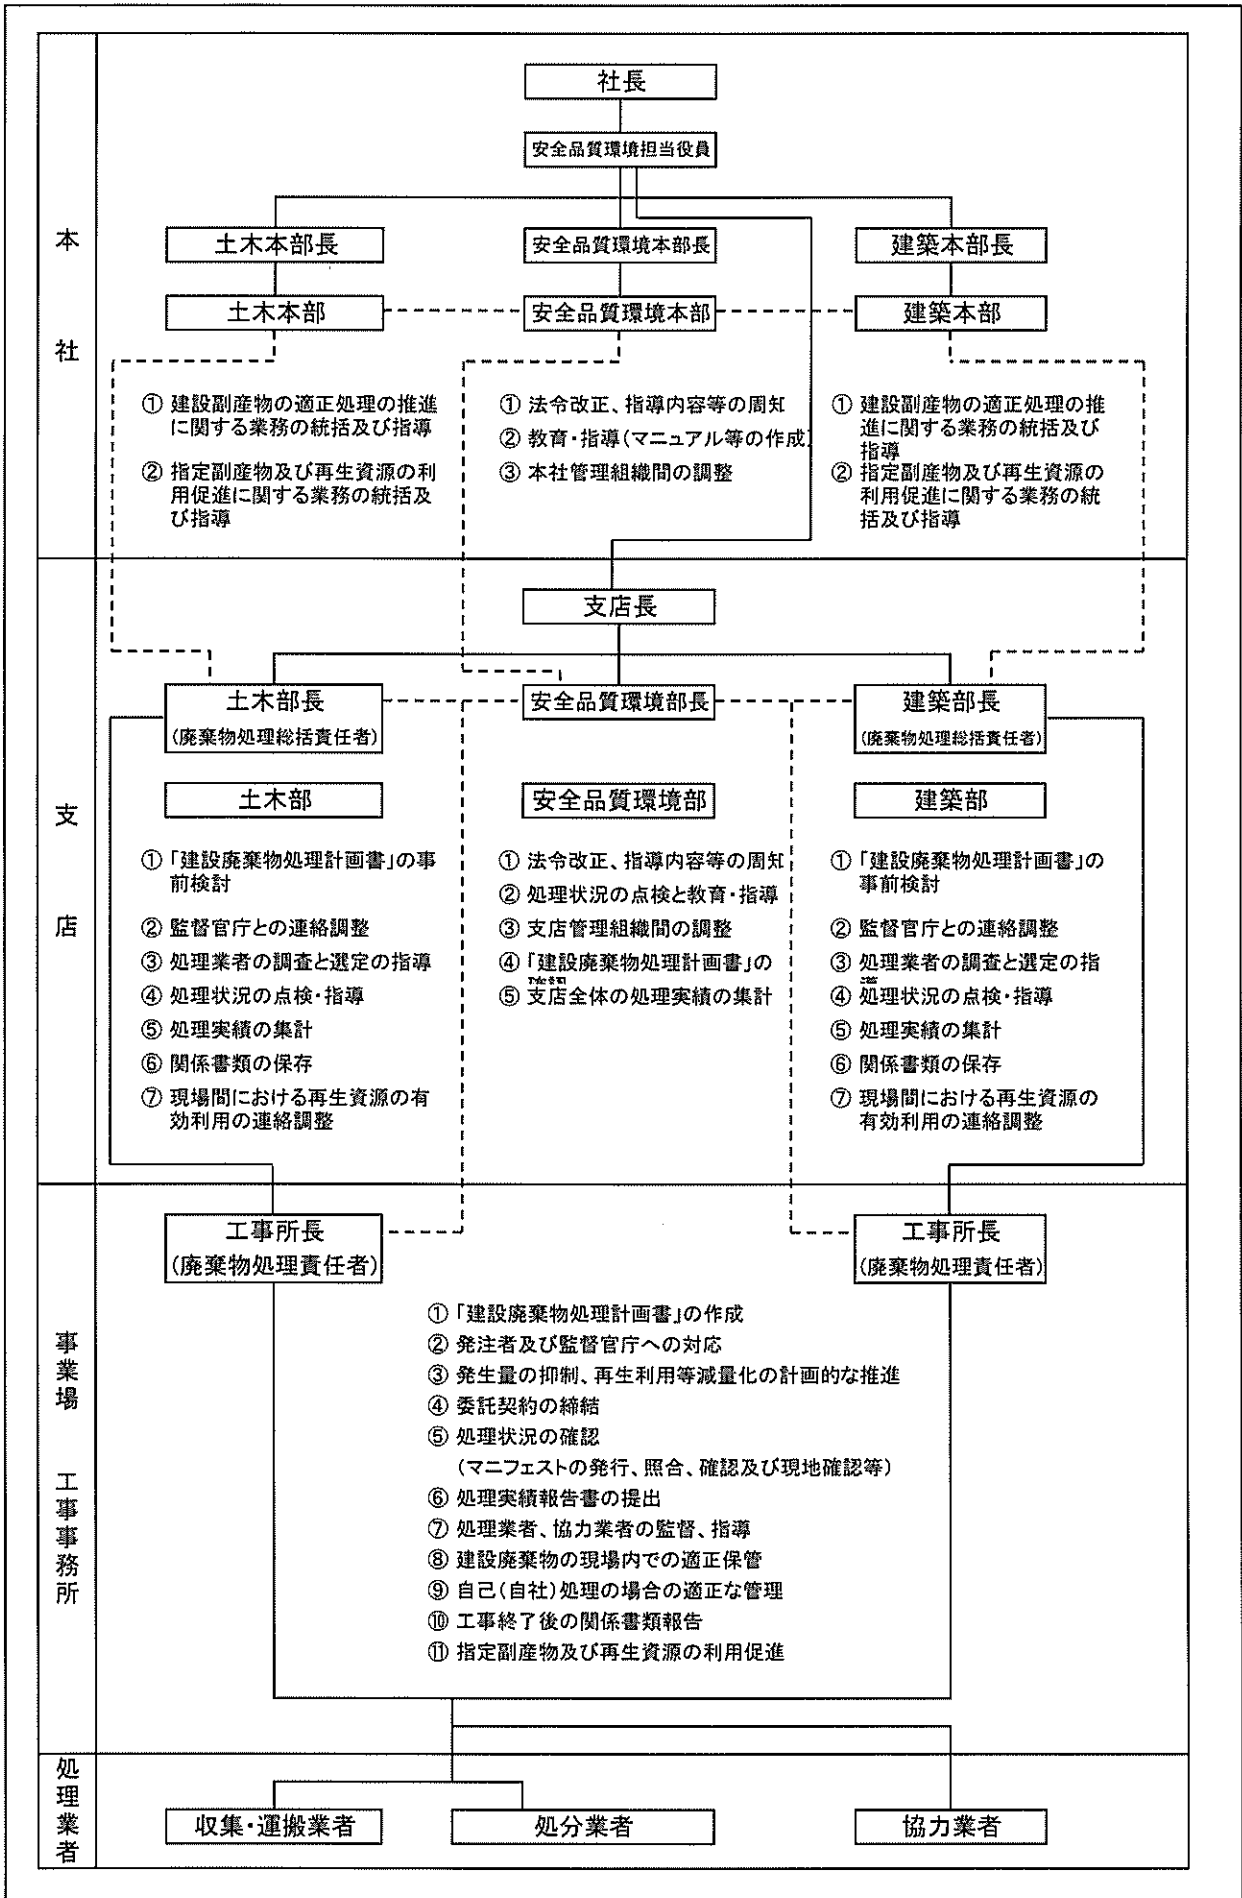 本社
社長
安全品質環境担当役員
土木本部長
安全品質環境本部長
建築本部長
土木本部
安全品質環境本部
建築本部
① 建設副産物の適正処理の推進
に関する業務の統括及び指導
② 指定副産物及び再生資源の利
用促進に関する業務の統括及
び指導
① 法令改正、指導内容等の周知
② 教育・指導(マニュアル等の作成)
③ 本社管理組織間の調整
① 建設副産物の適正処理の推
進に関する業務の統括及び
指導
② 指定副産物及び再生資源の
利用促進に関する業務の統
括及び指導
支店
支店長
土木部長
(廃棄物処理総括責任者)
安全品質環境部長
建築部長
(廃棄物処理総括責任者)
土木部
安全品質環境部
建築部
① 「建設廃棄物処理計画書」の事
前検討
② 監督官庁との連絡調整
③ 処理業者の調査と選定の指導
④ 処理状況の点検・指導
⑤ 処理実績の集計
⑥ 関係書類の保存
⑦ 現場間における再生資源の有
効利用の連絡調整
① 法令改正、指導内容等の周知
② 処理状況の点検と教育・指導
③ 支店管理組織間の調整
④ 「建設廃棄物処理計画書」の
⑤ 支店全体の処理実績の集計
① 「建設廃棄物処理計画書」の
事前検討
② 監督官庁との連絡調整
③ 処理業者の調査と選定の指
④ 処理状況の点検・指導
⑤ 処理実績の集計
⑥ 関係書類の保存
⑦ 現場間における再生資源の
有効利用の連絡調整
事業場 工事事務所
工事所長
(廃棄物処理責任者)
工事所長
(廃棄物処理責任者)
① 「建設廃棄物処理計画書」の作成
② 発注者及び監督官庁への対応
③ 発生量の抑制、再生利用等減量化の計画的な推進
④ 委託契約の締結
⑤ 処理状況の確認
(マニフェストの発行、照合、確認及び現地確認等)
⑥ 処理実績報告書の提出
⑦ 処理業者、協力業者の監督、指導
⑧ 建設廃棄物の現場内での適正保管
⑨ 自己(自社)処理の場合の適正な管理
⑩ 工事終了後の関係書類報告
⑪ 指定副産物及び再生資源の利用促進
処理業者
収集・運搬業者
処分業者
協力業者